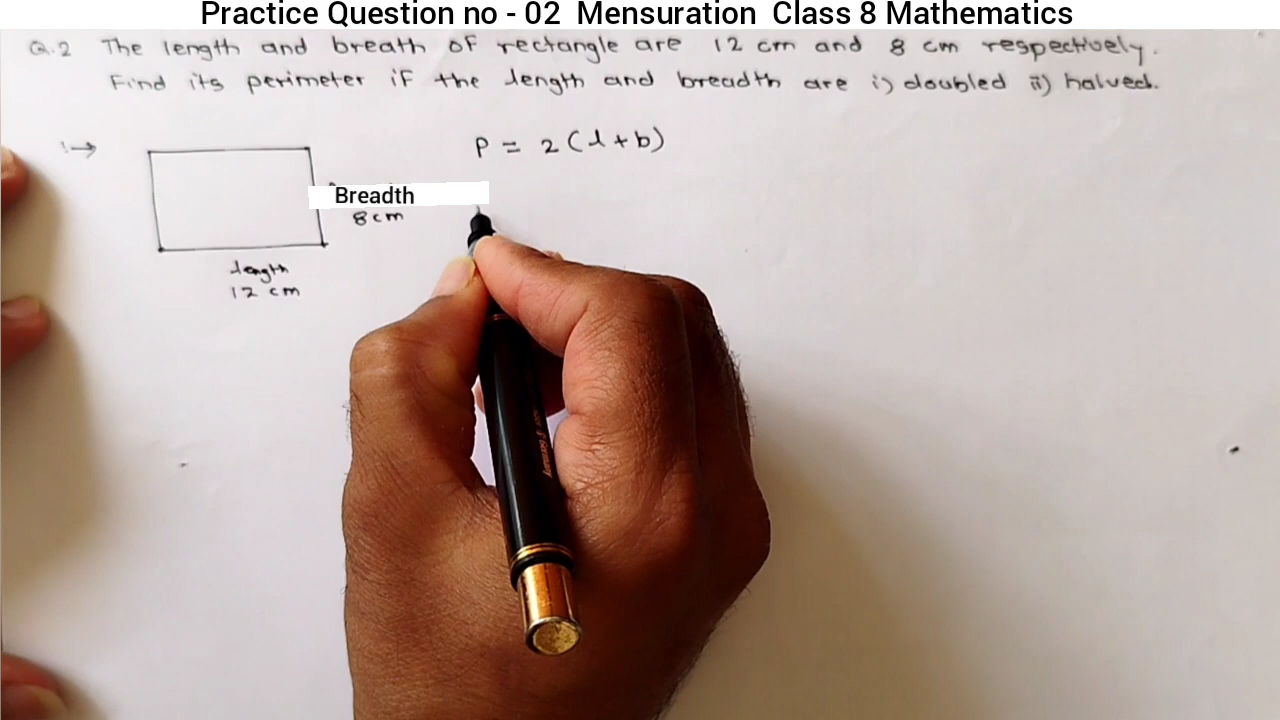 Practice Question no - 02 Mensuration Class 8 Mathematics
Q.2 The length and breath of rectangle are 12 cm and 8 cm respectively.
Find its perimeter if the length and breadth are i) doubled ii) halved.
P = 2(l+b)
Breadth
8cm
length
12 cm